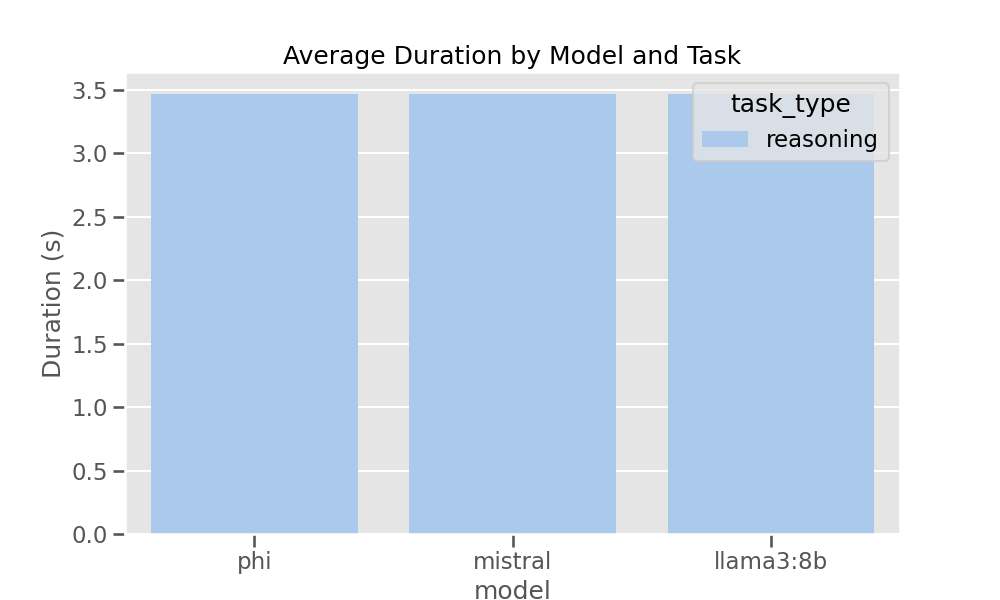 Average Duration by Model and Task
task_type
reasoning
Duration (s)
3.5
3.0
2.5
2.0
1.5
1.0
0.5
0.0
phi
mistral
llama3:8b
model